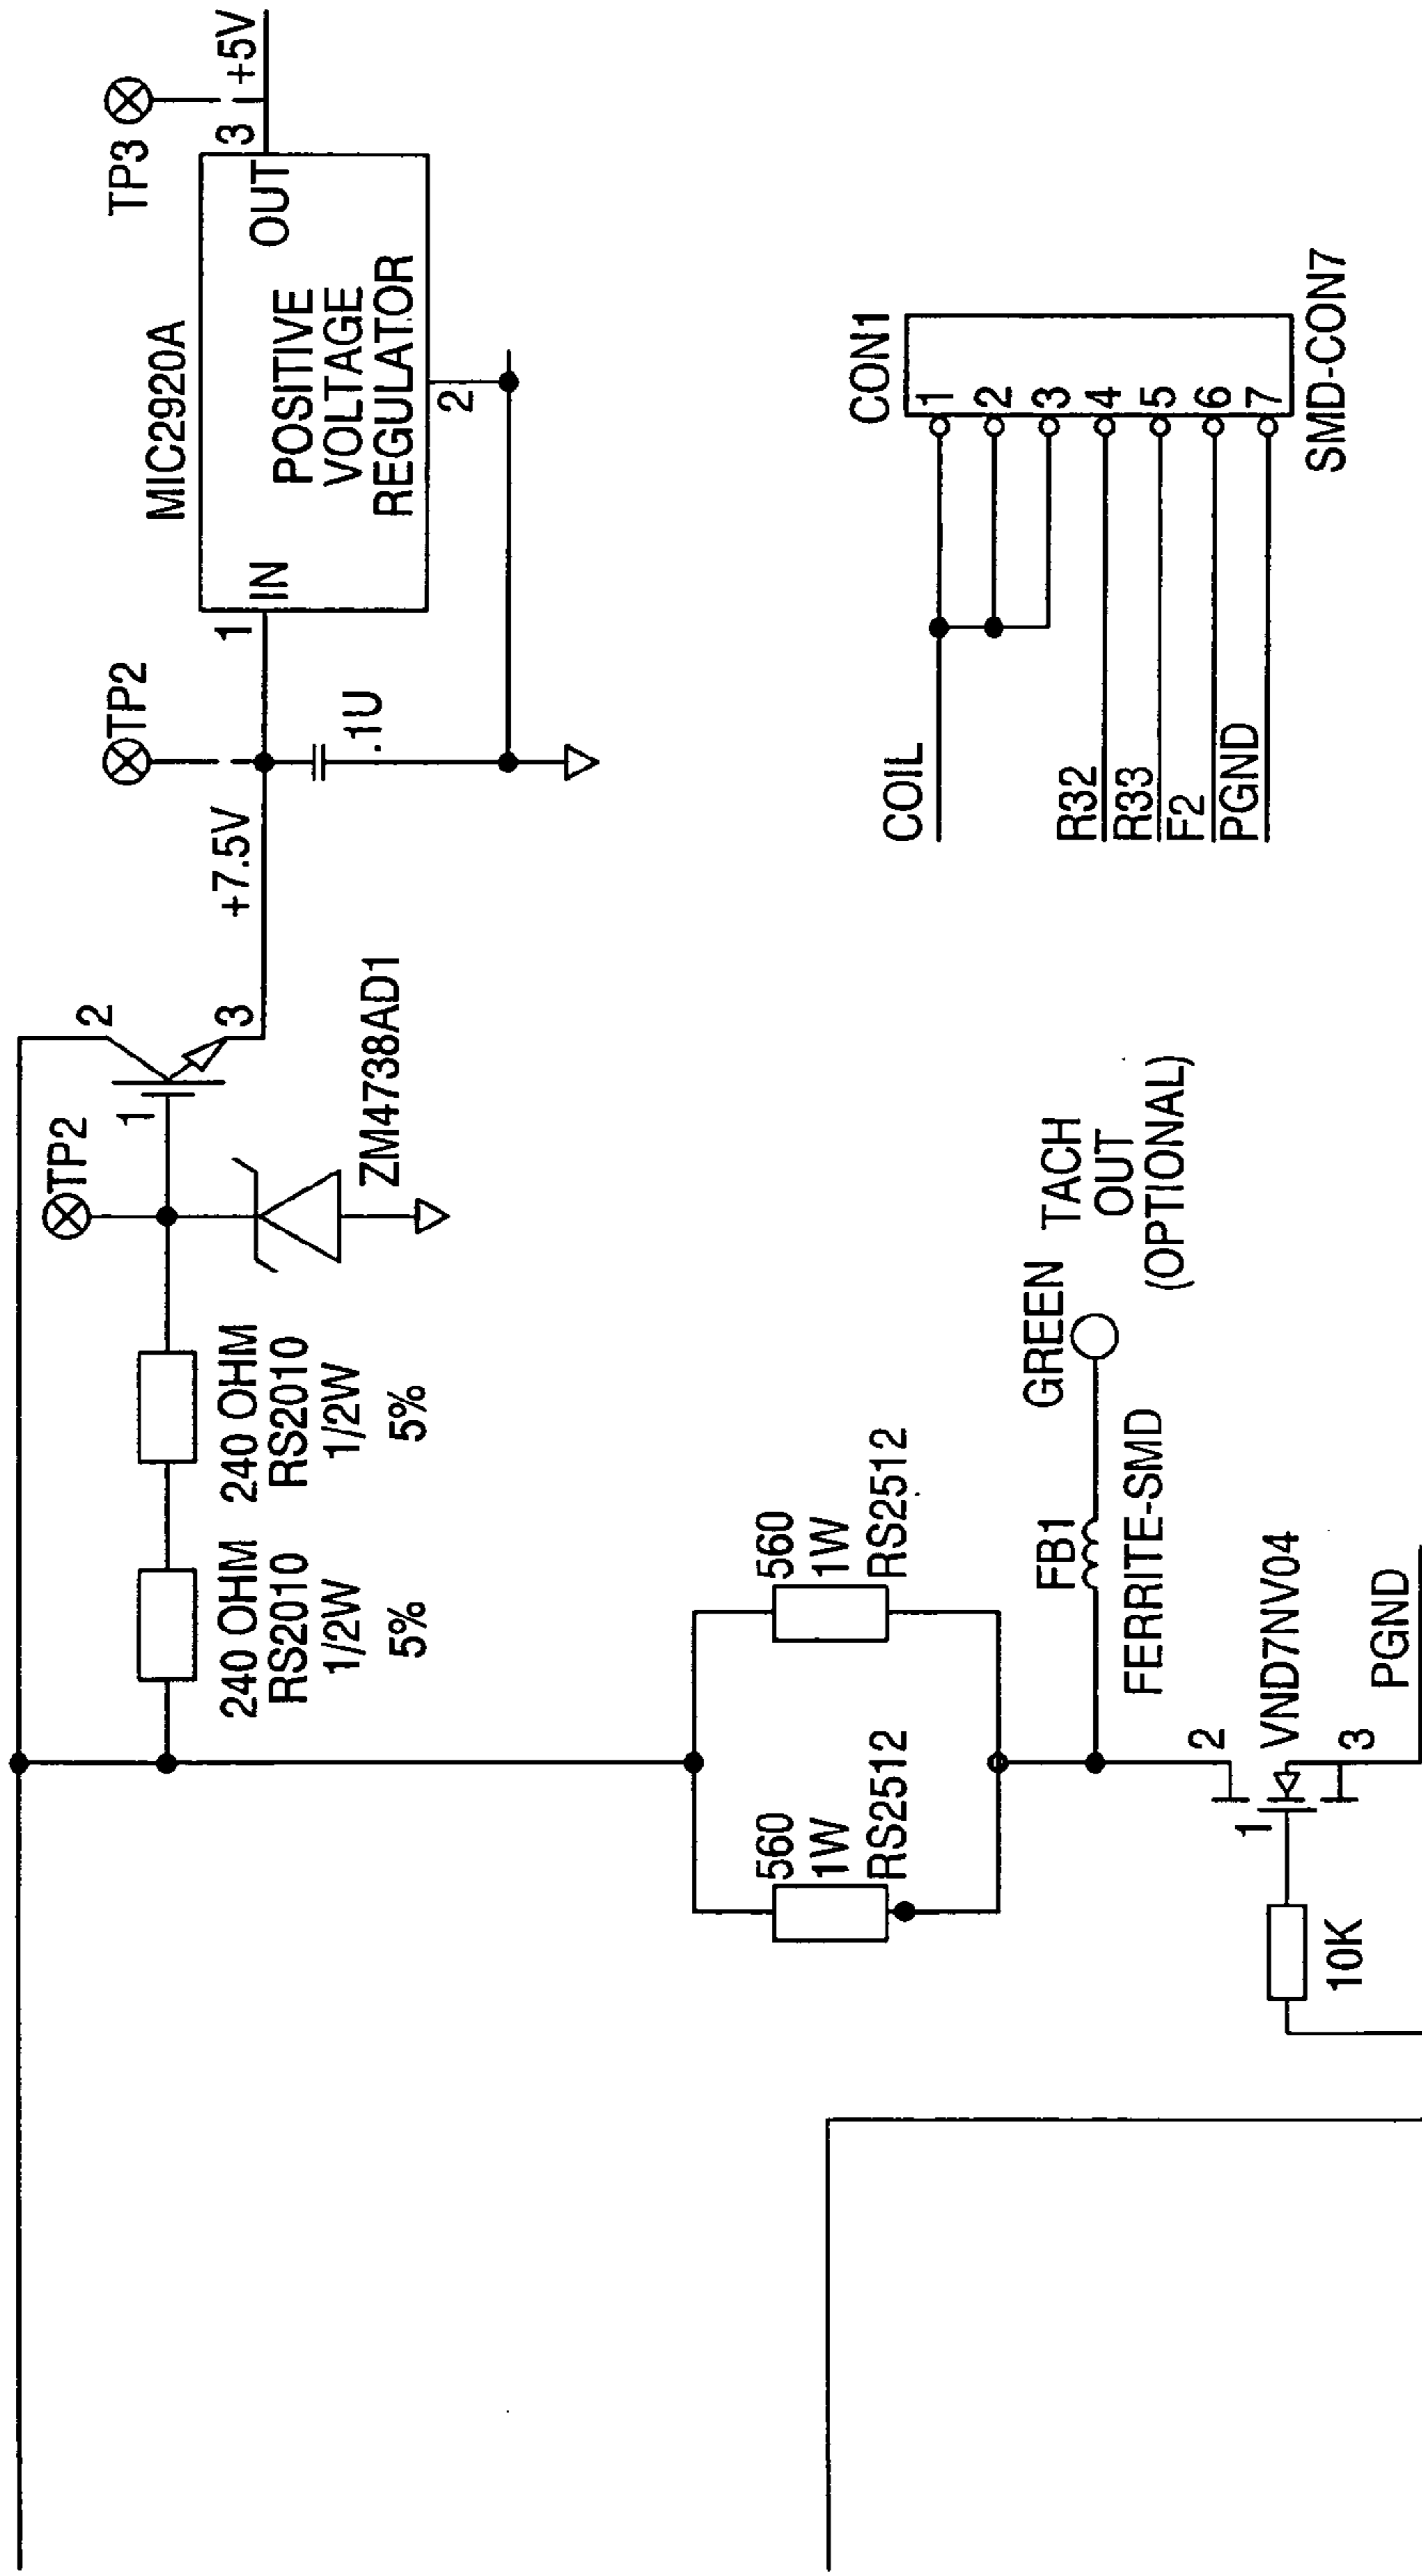 TP2
1
2
3
240 OHM
RS2010
1/2W
5%
240 OHM
RS2010
1/2W
5%
ZM4738AD1
+7.5V
TP2
.1U
MIC2920A
1
IN
POSITIVE
VOLTAGE
REGULATOR
OUT
3
2
TP3
+5V
560
1W
RS2512
560
1W
RS2512
GREEN
TACH
OUT
(OPTIONAL)
FB1
FERRITE-SMD
2
VND7NV04
1
3
10K
PGND
CON1
COIL
1
2
3
R32
4
R33
5
F2
6
PGND
7
SMD-CON7